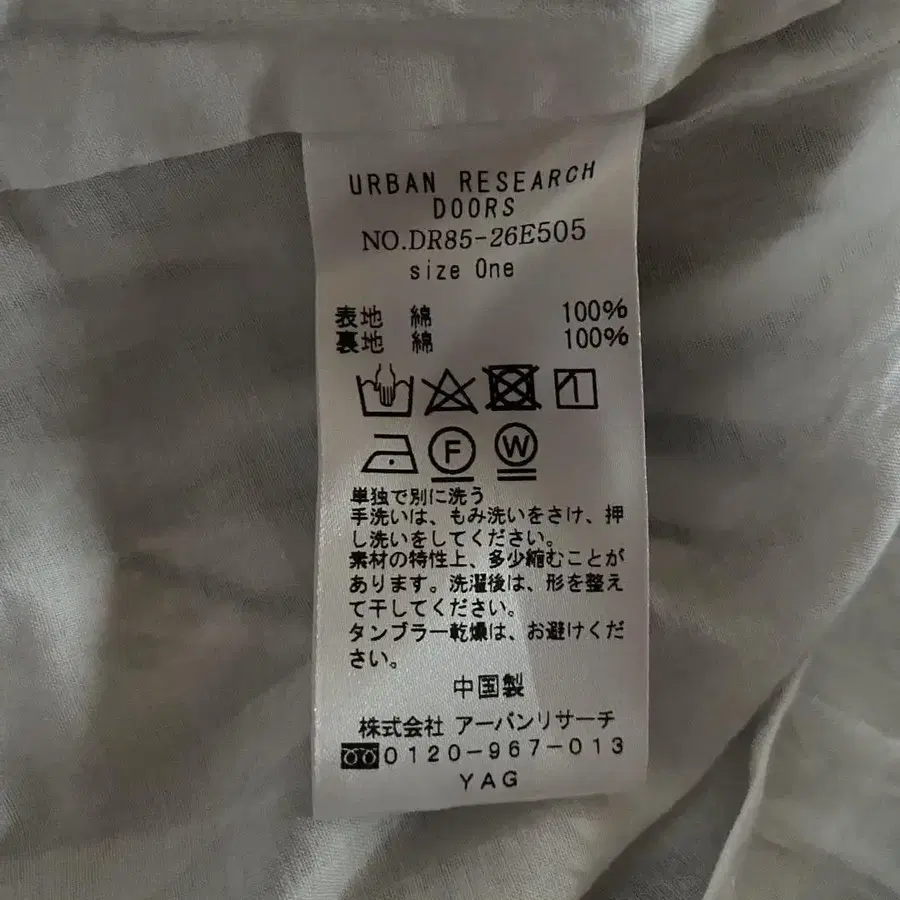 URBAN RESEARCH
DOORS
NO.DR85-26E505
size One
表地 綿 100%
裏地 綿 100%
F W
単独で別に洗う
手洗いは、もみ洗いをさけ、押
し洗いをしてください。
素材の特性上、多少縮むことが
あります。洗濯後は、形を整え
て干してください。
タンブラー乾燥は、お避けくだ
さい。
中国製
株式会社 アーバンリサーチ
0120-967-013
YAG